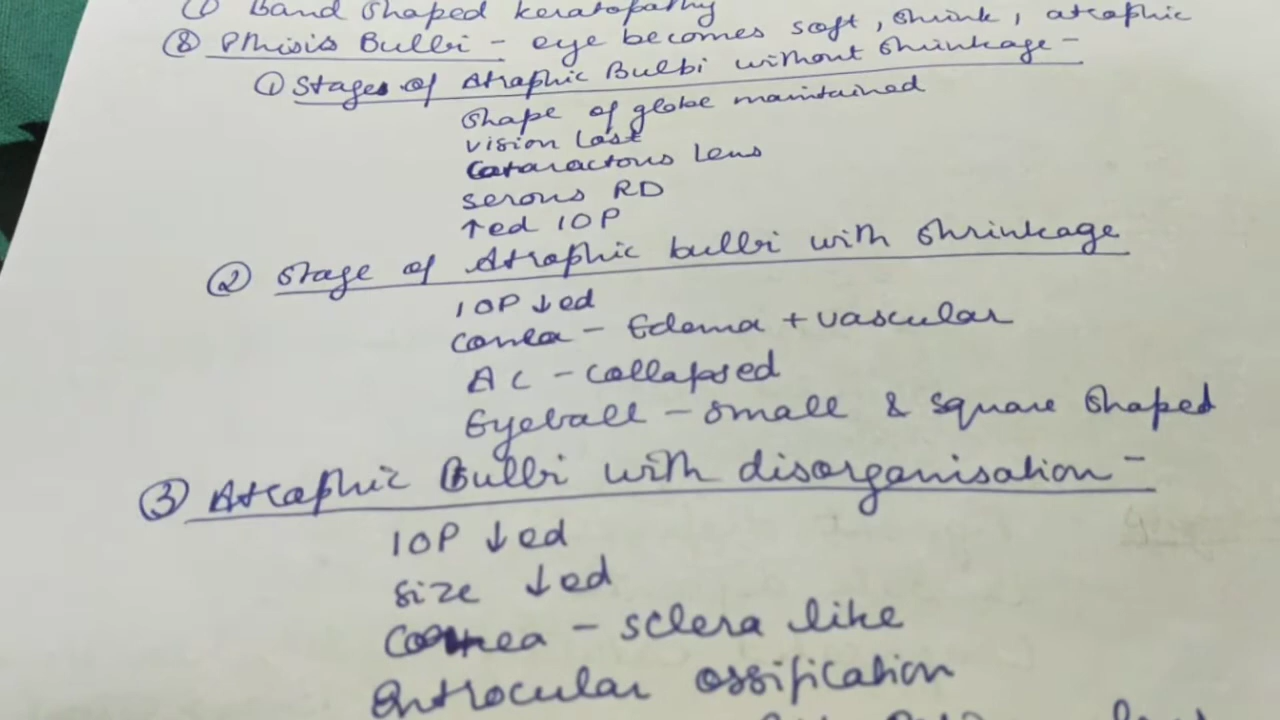 Band shaped keratopathy
⑧ Phisis Bulbi - eye becomes soft, shrink, atrophic
① Stages of Atrophic Bulbi without shrinkage -
shape of globe maintained
vision lost
Cataractous Lens
serous RD
↑ed IOP
② Stage of Atrophic bulbi with shrinkage
IOP ↓ed
Cornea - Edema + vascular
AC - collapsed
Eyeball - small & square shaped
③ Atrophic Bulbi with disorganisation -
IOP ↓ed
size ↓ed
Cornea - sclera like
Intraocular ossification